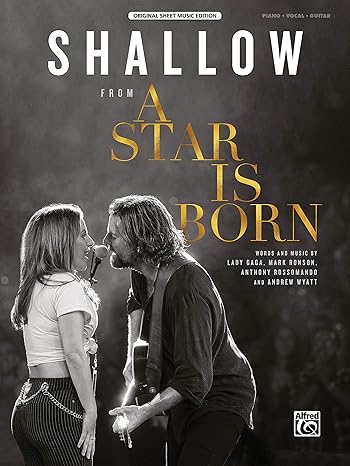 ORIGINAL SHEET MUSIC EDITION
PIANO • VOCAL • GUITAR
SHALLOW
FROM A
STAR
IS
BORN
WORDS AND MUSIC BY
LADY GAGA, MARK RONSON,
ANTHONY ROSSOMANDO
AND ANDREW WYATT
Alfred